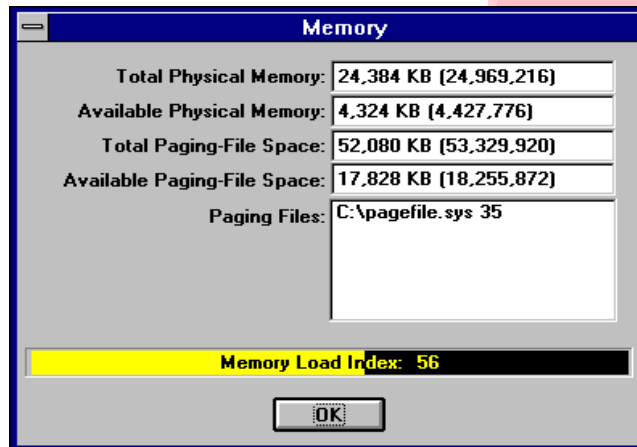 Memory
Total Physical Memory: 24,384 KB (24,969,216)
Available Physical Memory: 4,324 KB (4,427,776)
Total Paging-File Space: 52,080 KB (53,329,920)
Available Paging-File Space: 17,828 KB (18,255,872)
Paging Files: C:\pagefile.sys 35
Memory Load Index: 56
OK